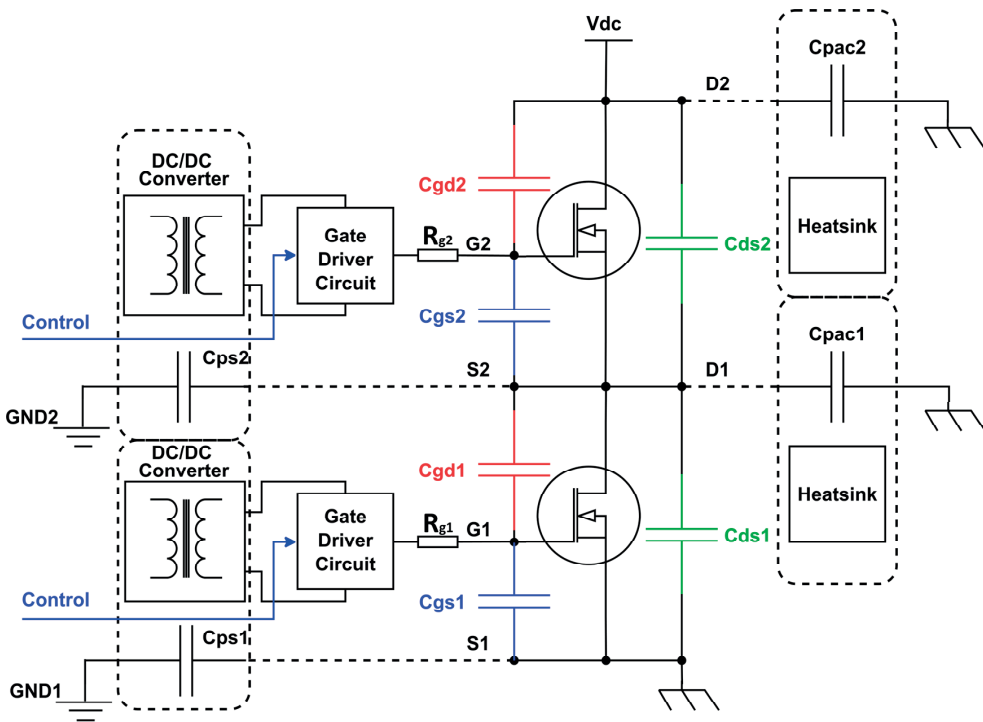 Vdc
Cpac2
D2
DC/DC
Converter
Cgd2
Gate
Driver
Circuit
Rg2
G2
Cds2
Heatsink
Control
Cgs2
Cps2
S2
D1
Cpac1
GND2
DC/DC
Converter
Cgd1
Gate
Driver
Circuit
Rg1
G1
Cds1
Heatsink
Control
Cgs1
Cps1
S1
GND1